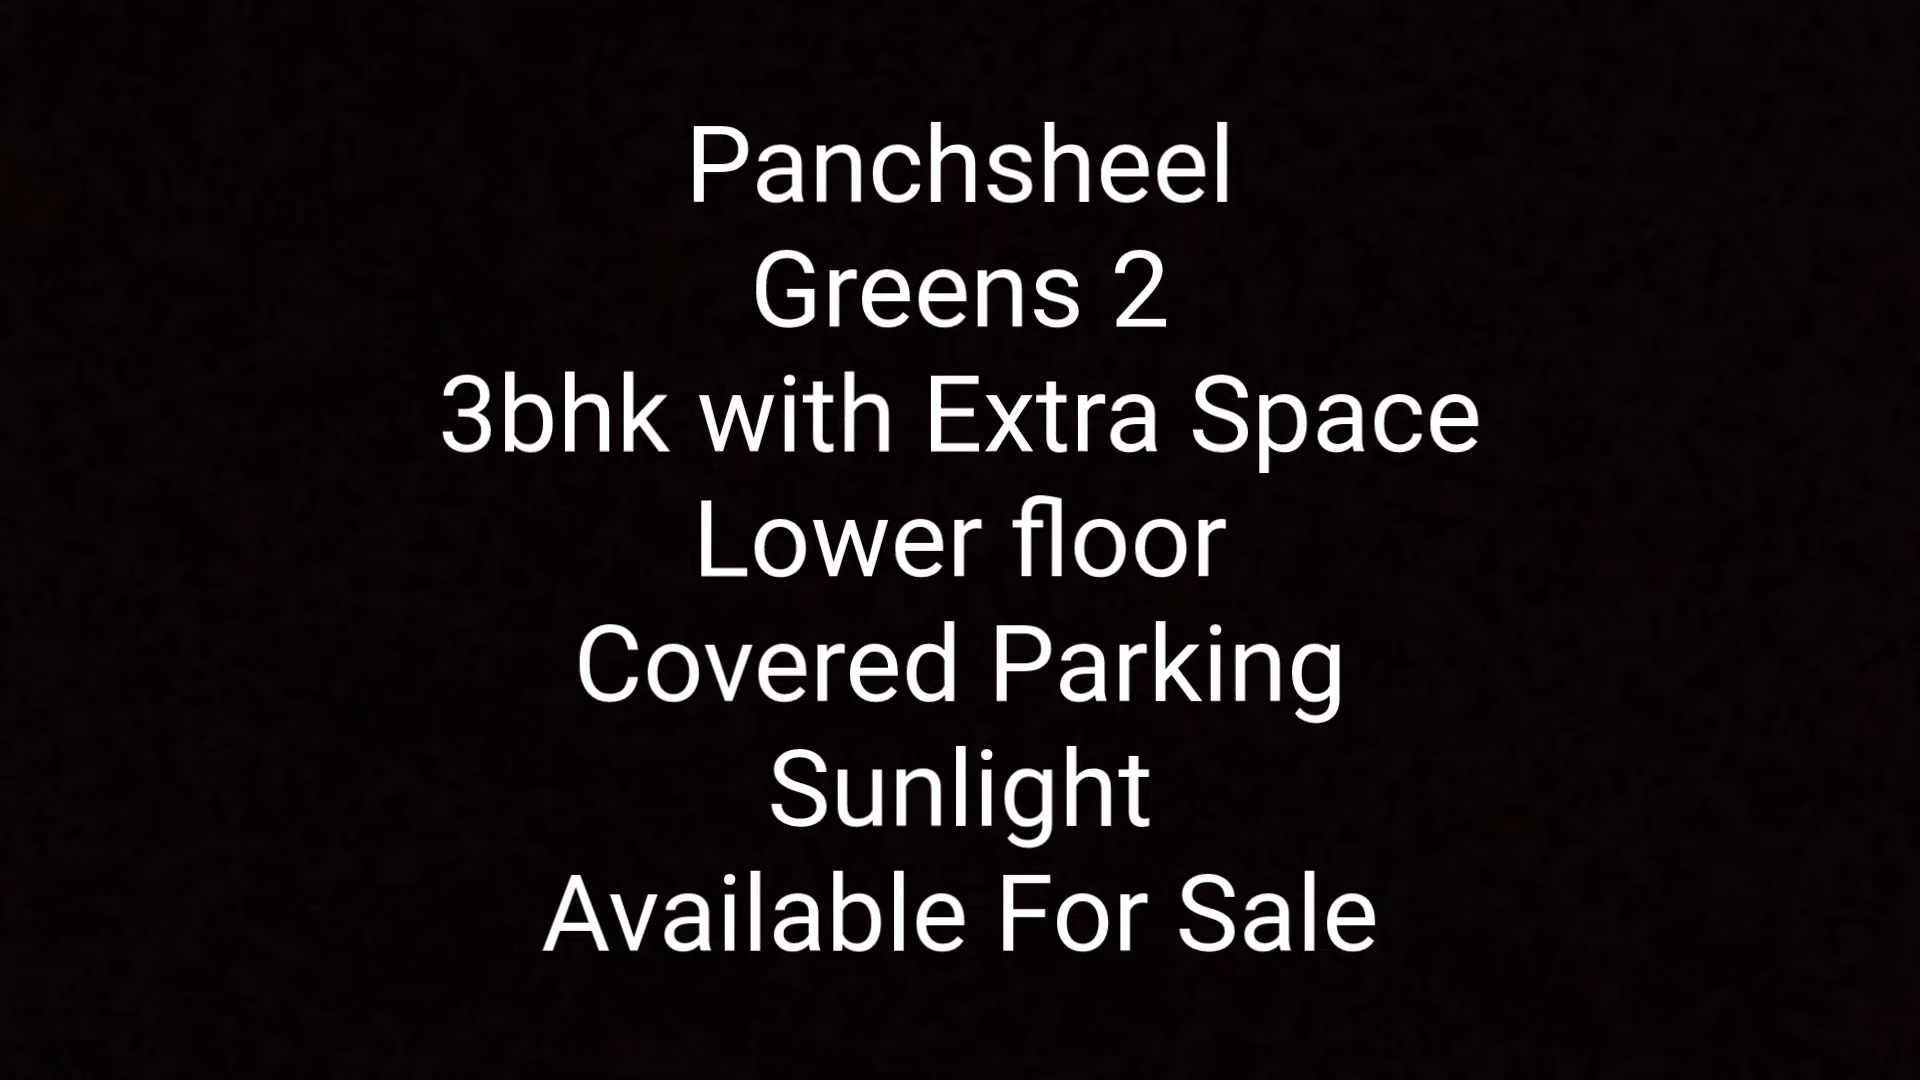 Panchsheel
Greens 2
3bhk with Extra Space
Lower floor
Covered Parking
Sunlight
Available For Sale